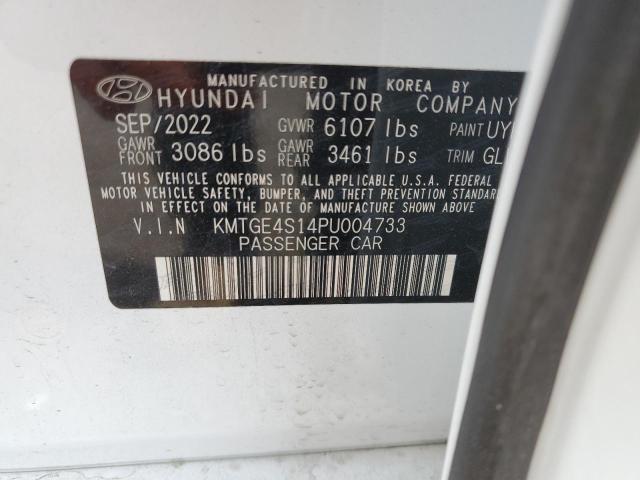 MANUFACTURED IN KOREA BY
HYUNDAI MOTOR COMPANY
SEP/2022 GVWR 6107 lbs PAINT UY
GAWR FRONT 3086 lbs GAWR REAR 3461 lbs TRIM GL
THIS VEHICLE CONFORMS TO ALL APPLICABLE U.S.A. FEDERAL
MOTOR VEHICLE SAFETY, BUMPER, AND THEFT PREVENTION STANDARDS
IN EFFECT ON THE DATE OF MANUFACTURE SHOWN ABOVE
V.I.N KMTGE4S14PU004733
PASSENGER CAR